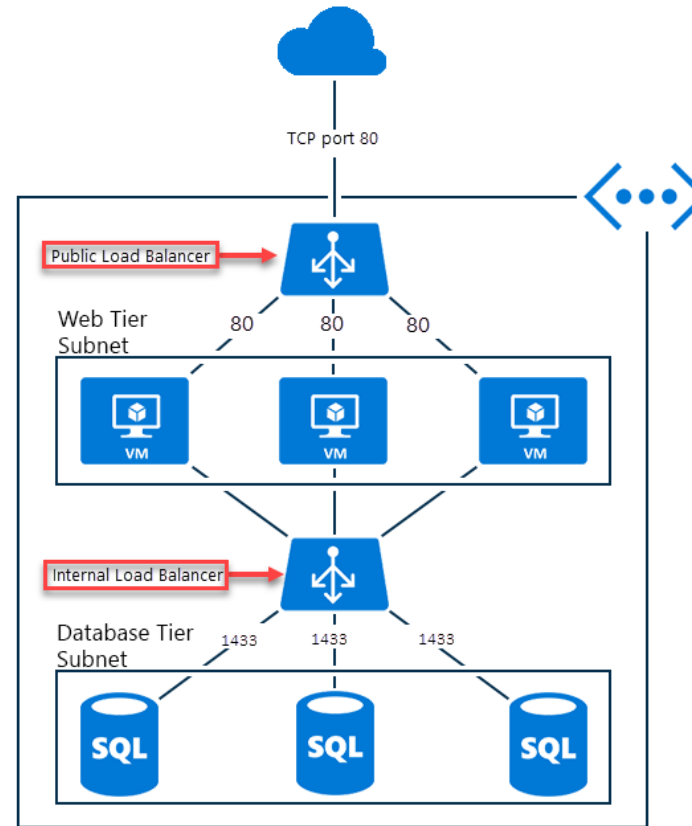 TCP port 80
Public Load Balancer
Web Tier
Subnet
80
80
80
VM
VM
VM
Internal Load Balancer
Database Tier
Subnet
1433
1433
1433
SQL
SQL
SQL